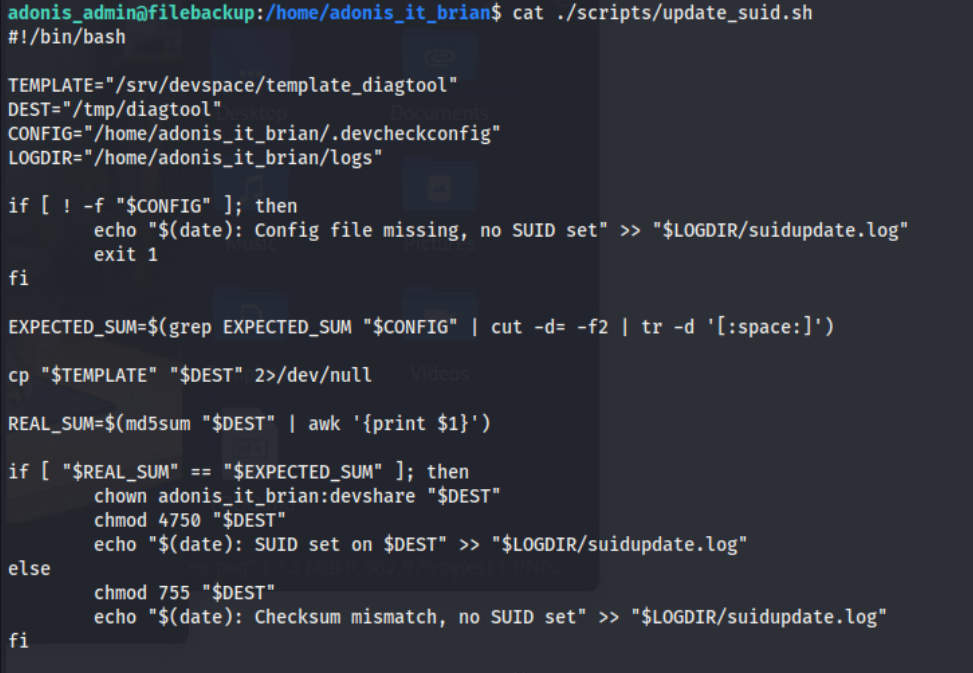 adonis_admin@filebackup:/home/adonis_it_brian$ cat ./scripts/update_suid.sh
#!/bin/bash
TEMPLATE="/srv/devspace/template_diagtool"
DEST="/tmp/diagtool"
CONFIG="/home/adonis_it_brian/.devcheckconfig"
LOGDIR="/home/adonis_it_brian/logs"
if [ ! -f "$CONFIG" ]; then
echo "$(date): Config file missing, no SUID set" >> "$LOGDIR/suidupdate.log"
exit 1
fi
EXPECTED_SUM=$(grep EXPECTED_SUM "$CONFIG" | cut -d= -f2 | tr -d '[:space:]')
cp "$TEMPLATE" "$DEST" 2>/dev/null
REAL_SUM=$(md5sum "$DEST" | awk '{print $1}')
if [ "$REAL_SUM" == "$EXPECTED_SUM" ]; then
chown adonis_it_brian:devshare "$DEST"
chmod 4750 "$DEST"
echo "$(date): SUID set on $DEST" >> "$LOGDIR/suidupdate.log"
else
chmod 755 "$DEST"
echo "$(date): Checksum mismatch, no SUID set" >> "$LOGDIR/suidupdate.log"
fi
Desktop
Documents
Music
Pictures
Videos